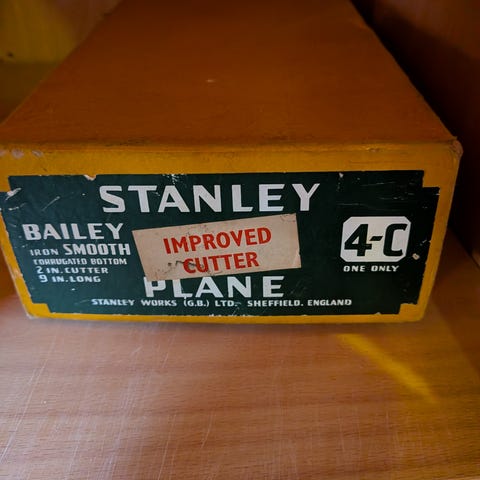 STANLEY
BAILEY
IRON SMOOTH
CORRUGATED BOTTOM
2 IN. CUTTER
9 IN. LONG
IMPROVED
CUTTER
PLANE
4-C
ONE ONLY
STANLEY WORKS (G.B.) LTD. SHEFFIELD, ENGLAND